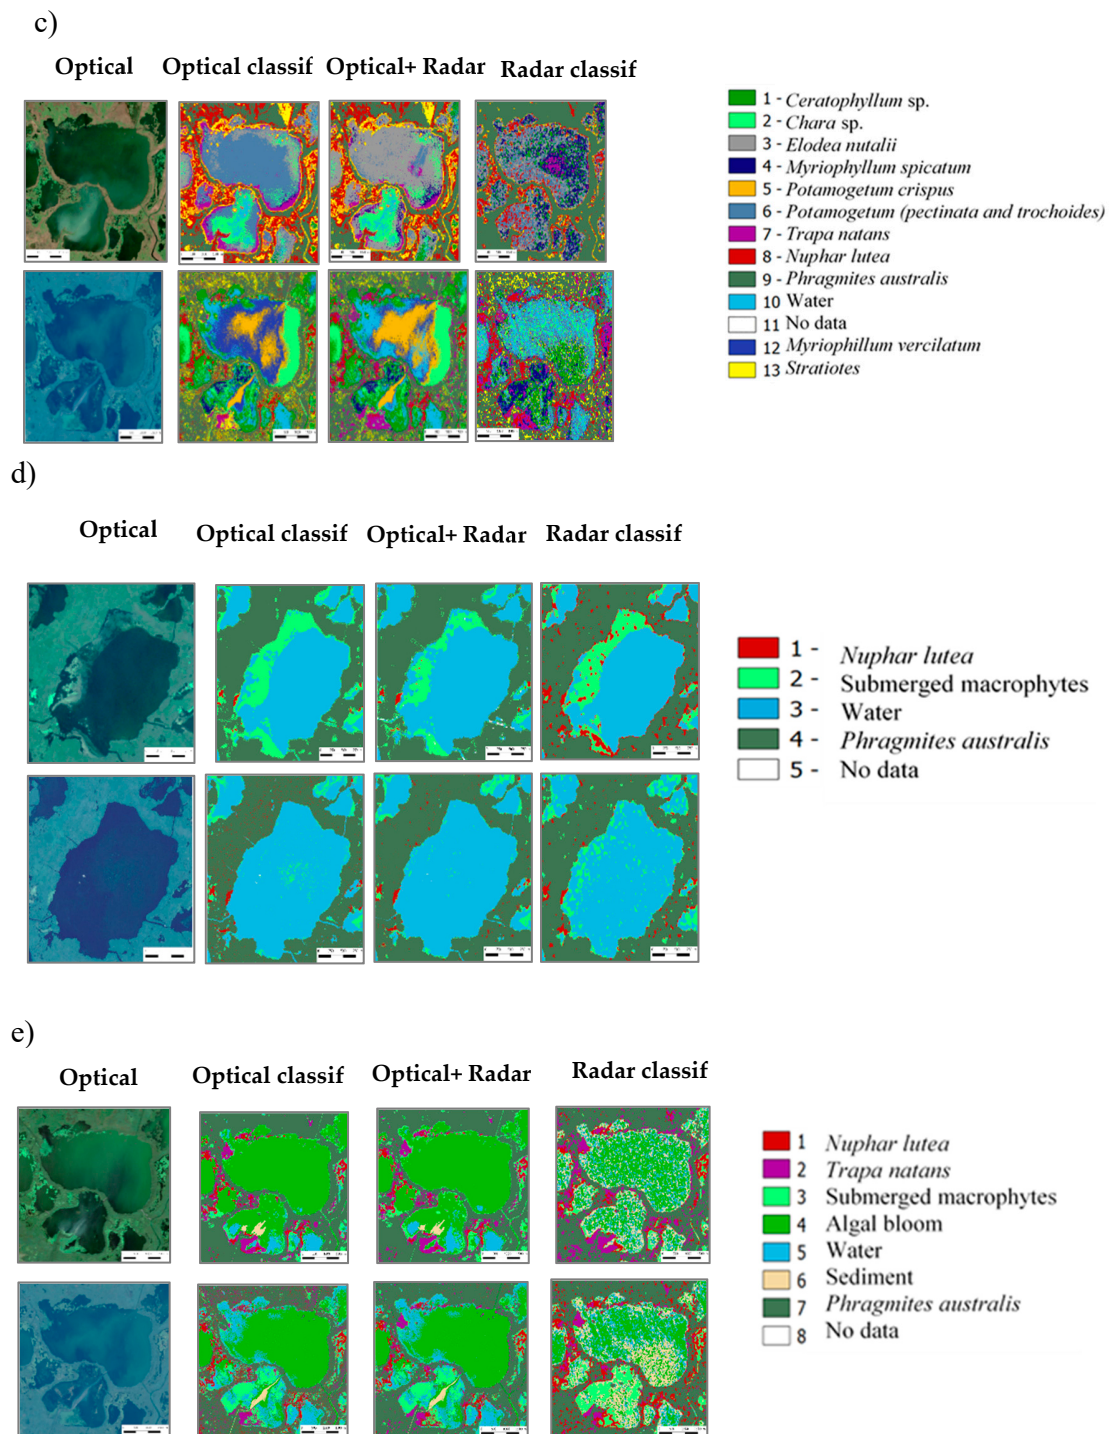 c)
Optical Optical classif Optical+ Radar Radar classif
1 - Ceratophyllum sp.
2 - Chara sp.
3 - Elodea nutalii
4 - Myriophyllum spicatum
5 - Potamogetum crispus
6 - Potamogetum (pectinata and trochoides)
7 - Trapa natans
8 - Nuphar lutea
9 - Phragmites australis
10 Water
11 No data
12 Myriophillum vercilatum
13 Stratiotes
d)
Optical Optical classif Optical+ Radar Radar classif
1 - Nuphar lutea
2 - Submerged macrophytes
3 - Water
4 - Phragmites australis
5 - No data
e)
Optical Optical classif Optical+ Radar Radar classif
1 Nuphar lutea
2 Trapa natans
3 Submerged macrophytes
4 Algal bloom
5 Water
6 Sediment
7 Phragmites australis
8 No data